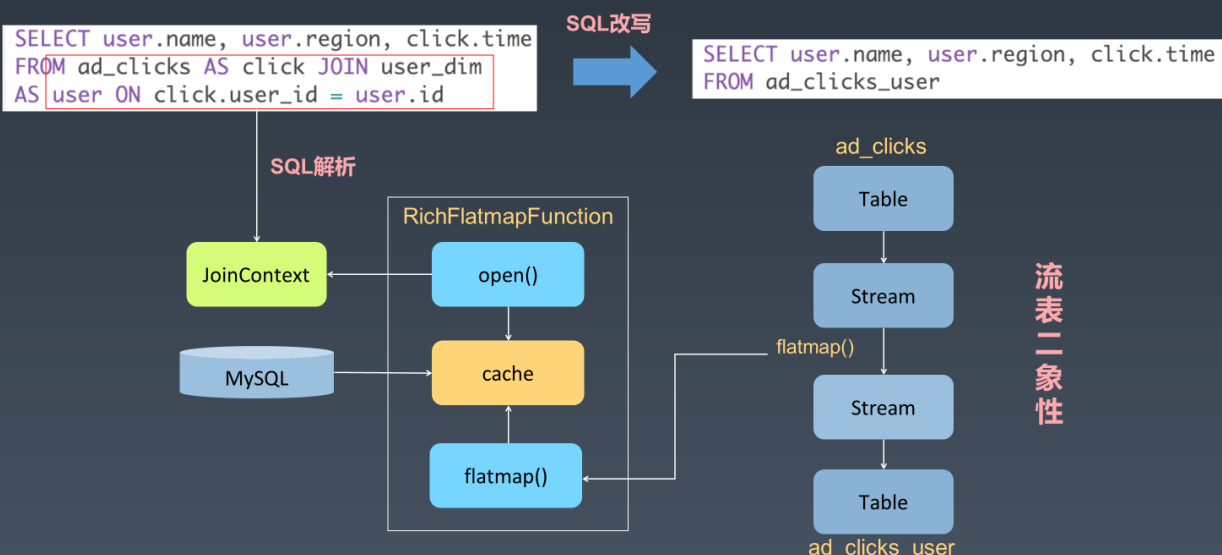 SQL改写
SELECT user.name, user.region, click.time
FROM ad_clicks AS click JOIN user_dim
AS user ON click.user_id = user.id
SELECT user.name, user.region, click.time
FROM ad_clicks_user
SQL解析
ad_clicks
Table
RichFlatmapFunction
JoinContext
open()
Stream
流表二象性
flatmap()
MySQL
cache
Stream
flatmap()
Table
ad_clicks_user